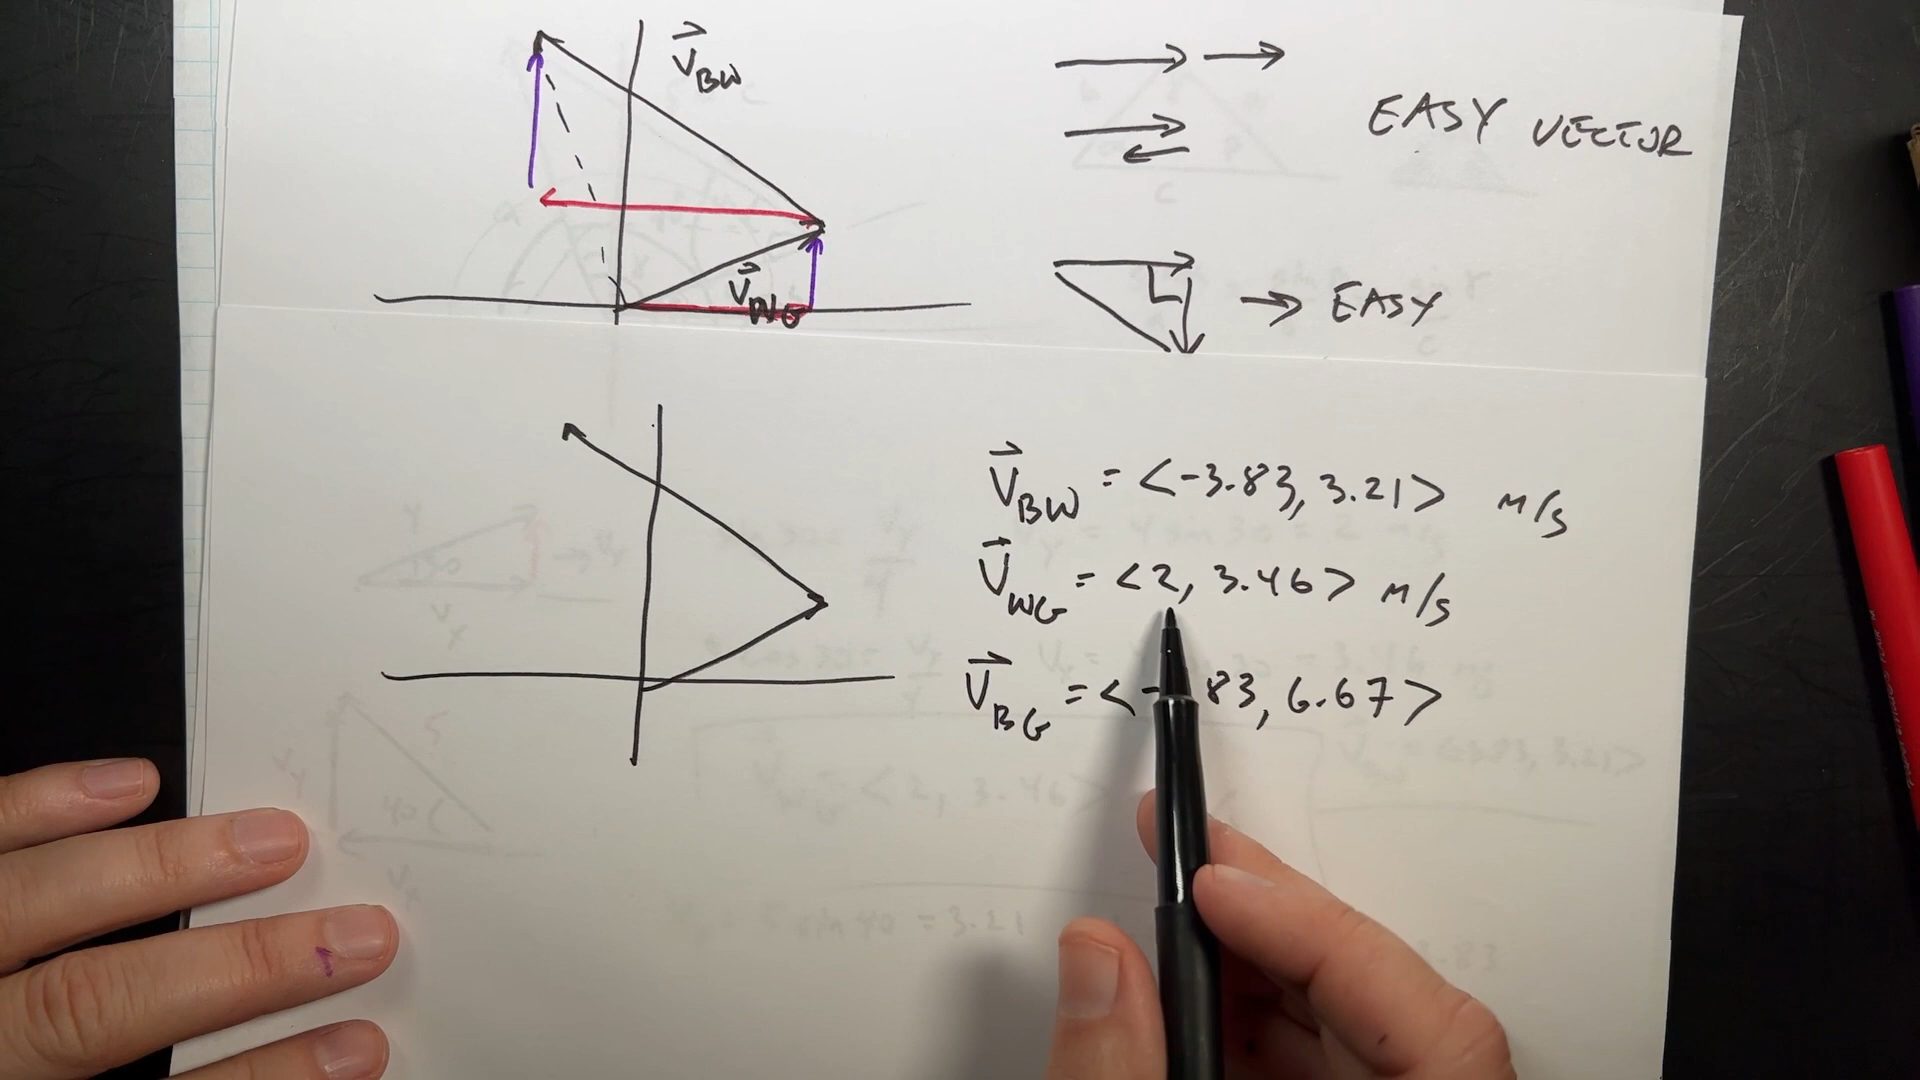 V⃗BW
EASY VECTOR
V⃗WG
→ EASY
V⃗BW = <-3.83, 3.21> M/S
V⃗WG = <2, 3.46> M/S
V⃗BG = <- 83, 6.67>